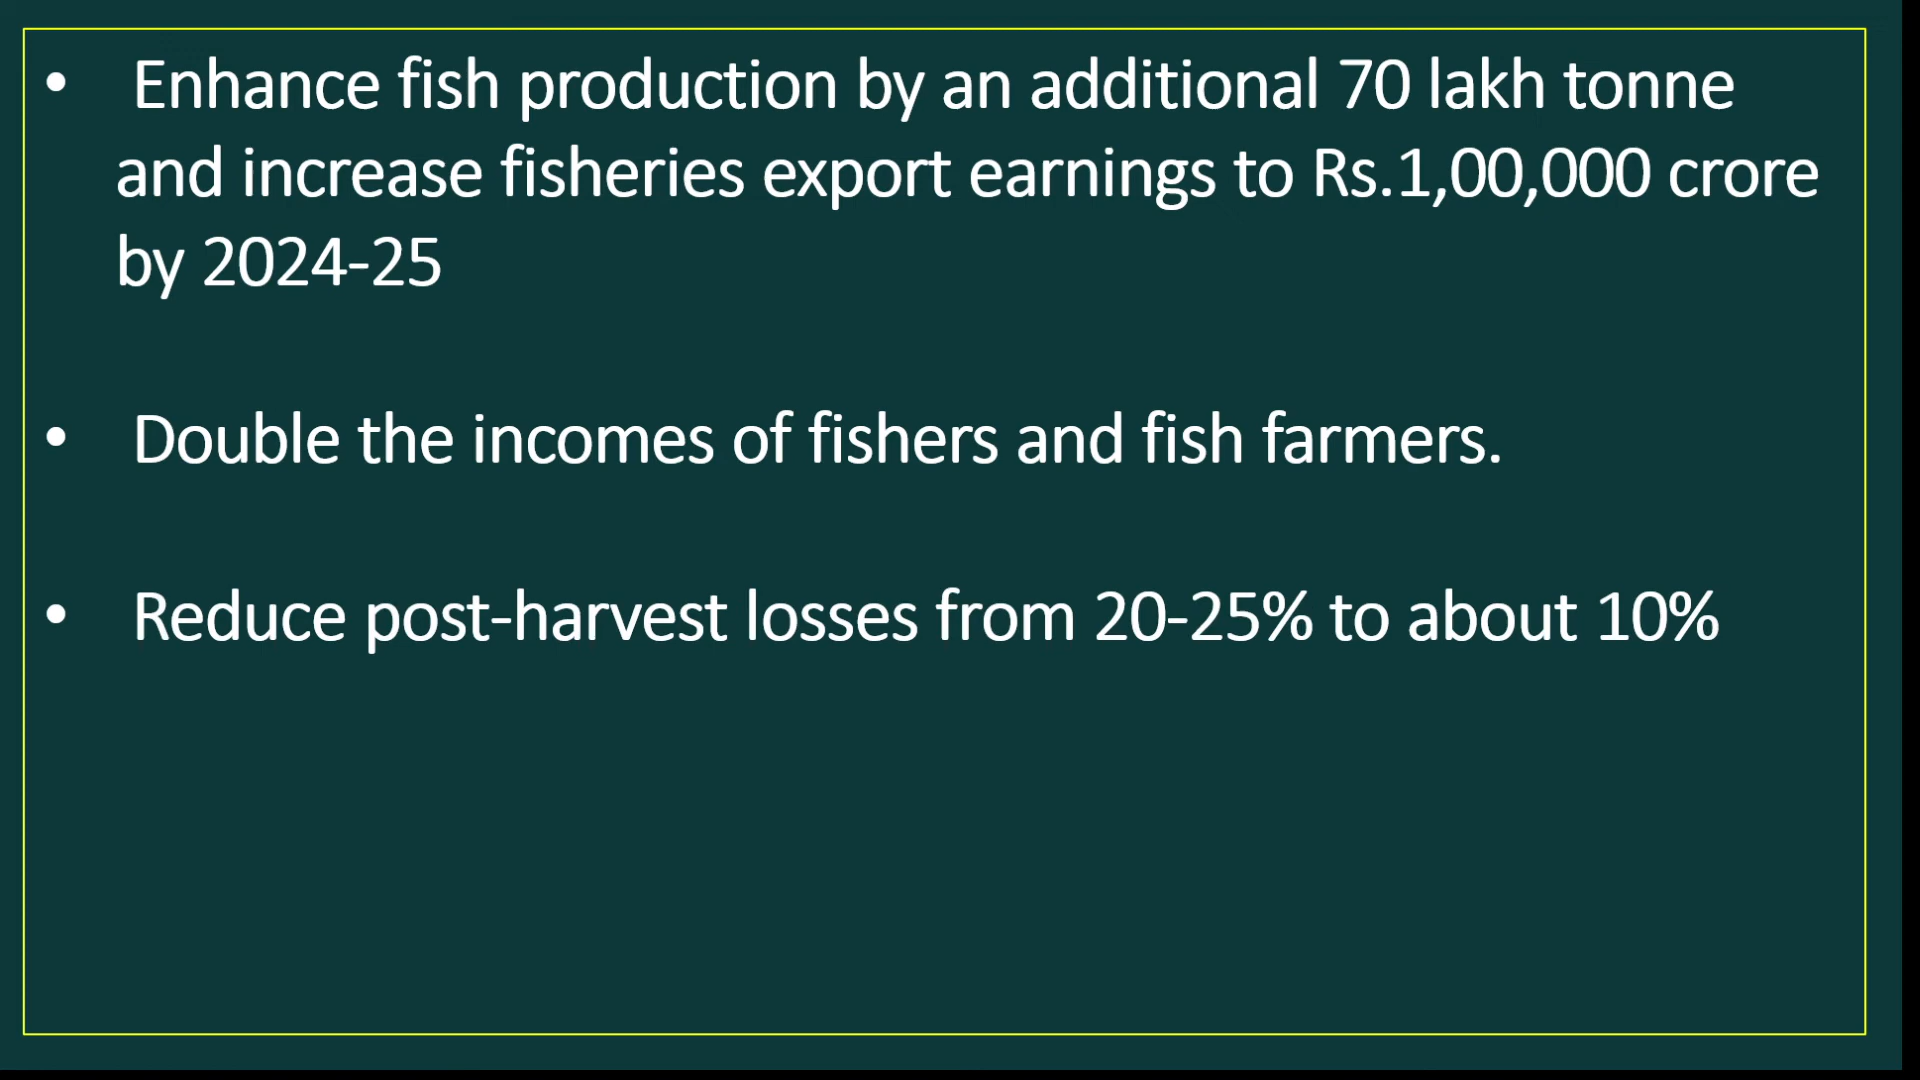 • Enhance fish production by an additional 70 lakh tonne
and increase fisheries export earnings to Rs.1,00,000 crore
by 2024-25
• Double the incomes of fishers and fish farmers.
• Reduce post-harvest losses from 20-25% to about 10%